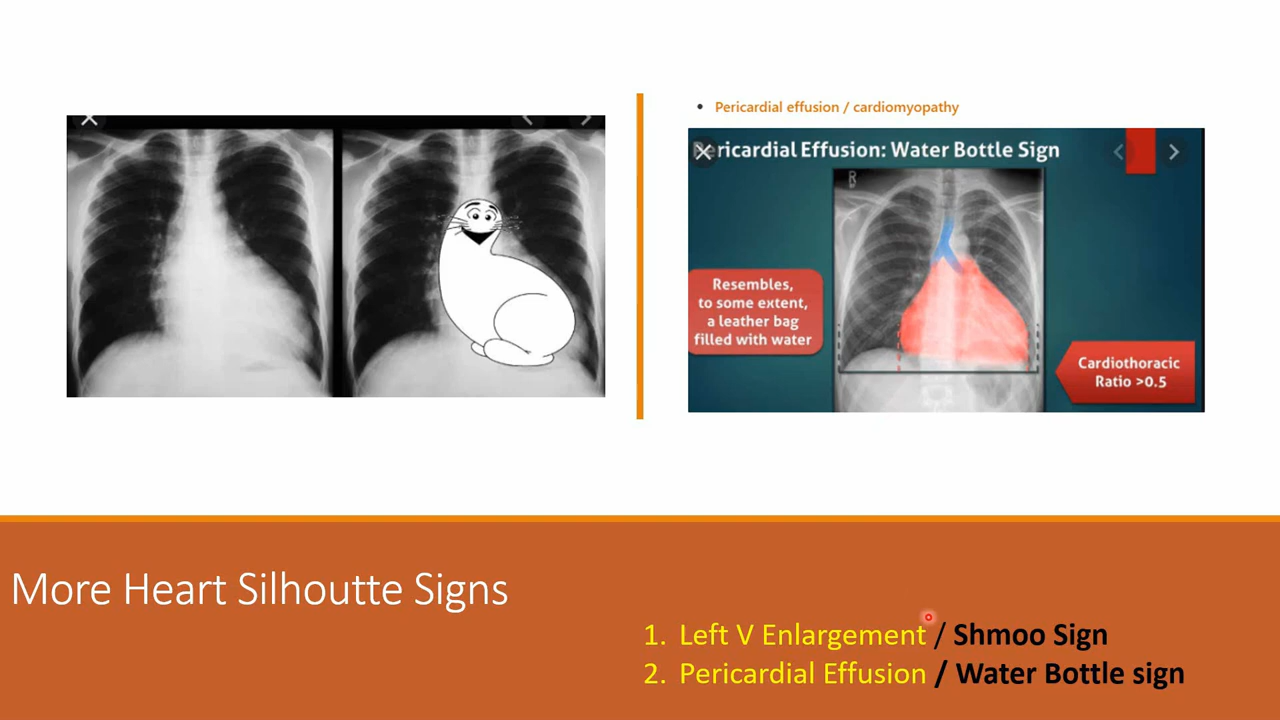 • Pericardial effusion / cardiomyopathy
Pericardial Effusion: Water Bottle Sign
Resembles,
to some extent,
a leather bag
filled with water
Cardiothoracic
Ratio >0.5
More Heart Silhoutte Signs
1. Left V Enlargement / Shmoo Sign
2. Pericardial Effusion / Water Bottle sign